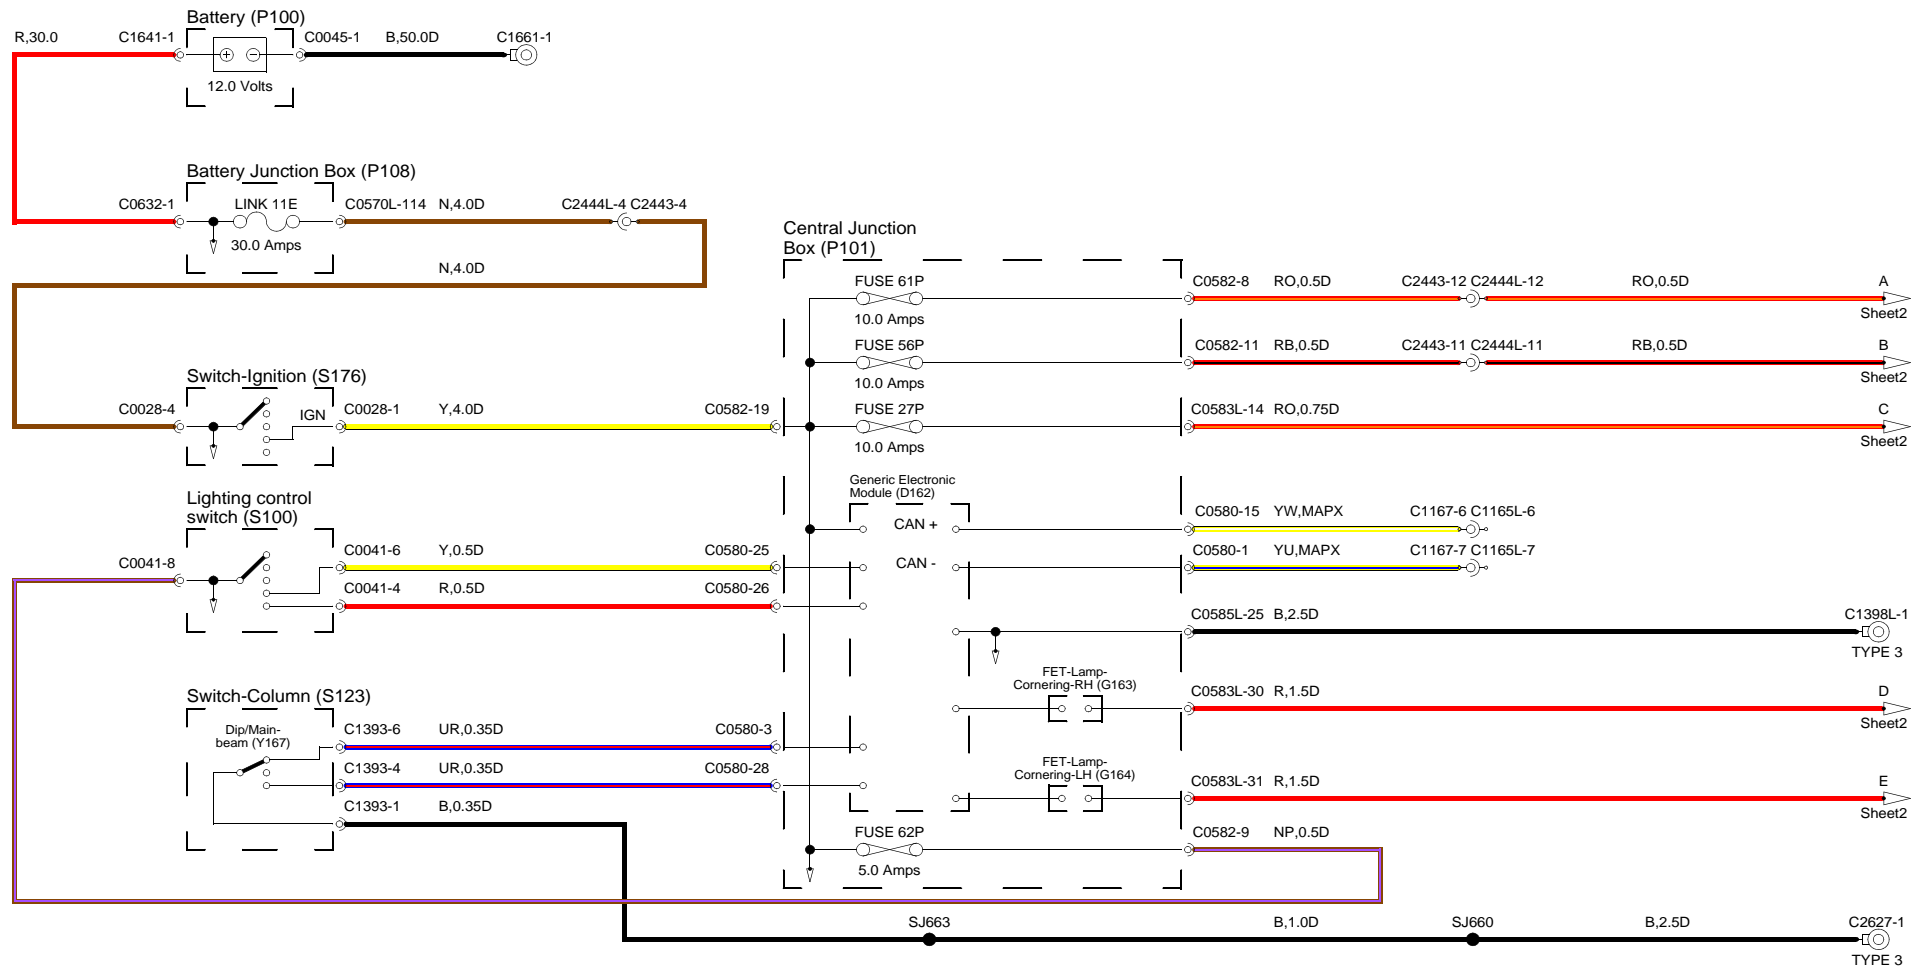 Battery (P100)
R,30.0 C1641-1 C0045-1 B,50.0D C1661-1
12.0 Volts
Battery Junction Box (P108)
C0632-1 LINK 11E C0570L-114 N,4.0D C2444L-4 C2443-4
30.0 Amps
N,4.0D
Central Junction
Box (P101)
FUSE 61P C0582-8 RO,0.5D C2443-12 C2444L-12 RO,0.5D A
10.0 Amps Sheet2
FUSE 56P C0582-11 RB,0.5D C2443-11 C2444L-11 RB,0.5D B
10.0 Amps Sheet2
Switch-Ignition (S176)
C0028-4 IGN C0028-1 Y,4.0D C0582-19 FUSE 27P C0583L-14 RO,0.75D C
10.0 Amps Sheet2
Generic Electronic
Module (D162)
Lighting control
switch (S100)
CAN + C0580-15 YW,MAPX C1167-6 C1165L-6
C0041-8 C0041-6 Y,0.5D C0580-25 CAN - C0580-1 YU,MAPX C1167-7 C1165L-7
C0041-4 R,0.5D C0580-26
C0585L-25 B,2.5D C1398L-1
TYPE 3
FET-Lamp-
Cornering-RH (G163)
Switch-Column (S123) C0583L-30 R,1.5D D
Sheet2
Dip/Main-
beam (Y167)
C1393-6 UR,0.35D C0580-3
C1393-4 UR,0.35D C0580-28
FET-Lamp-
Cornering-LH (G164)
C0583L-31 R,1.5D E
Sheet2
C1393-1 B,0.35D
FUSE 62P C0582-9 NP,0.5D
5.0 Amps
SJ663 B,1.0D SJ660 B,2.5D C2627-1
TYPE 3